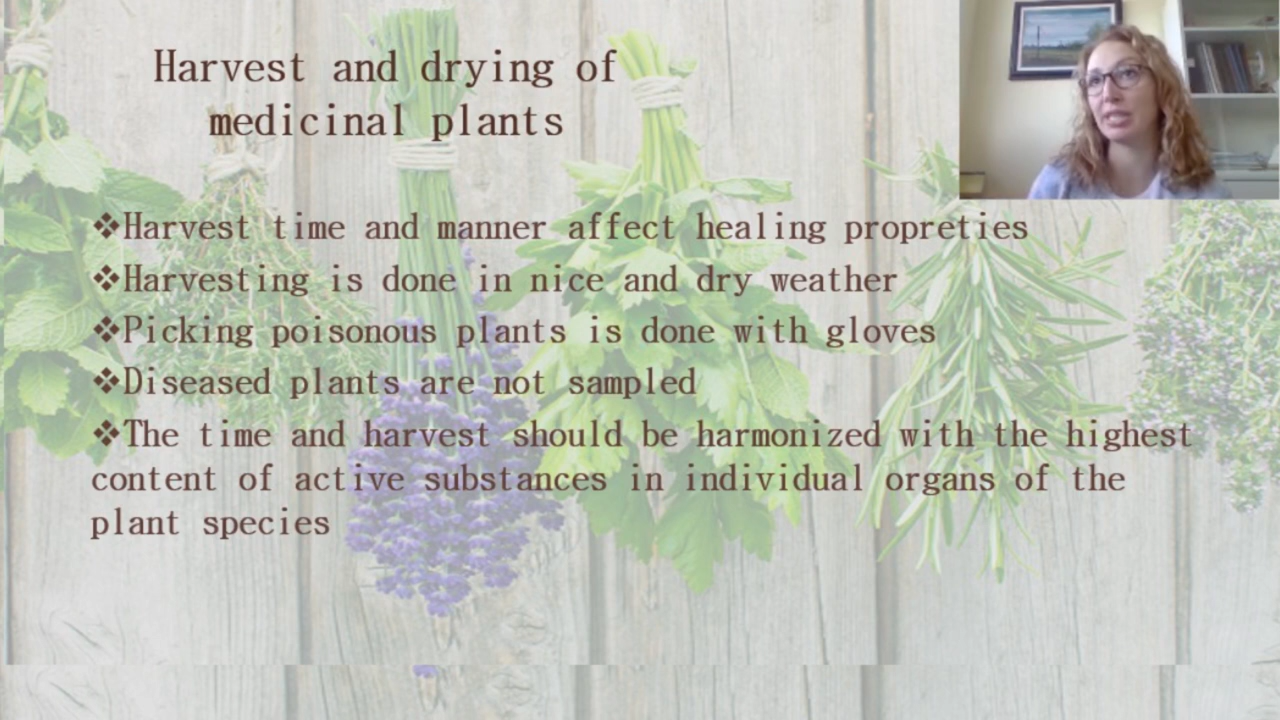 Harvest and drying of
medicinal plants
❖Harvest time and manner affect healing propreties
❖Harvesting is done in nice and dry weather
❖Picking poisonous plants is done with gloves
❖Diseased plants are not sampled
❖The time and harvest should be harmonized with the highest
content of active substances in individual organs of the
plant species